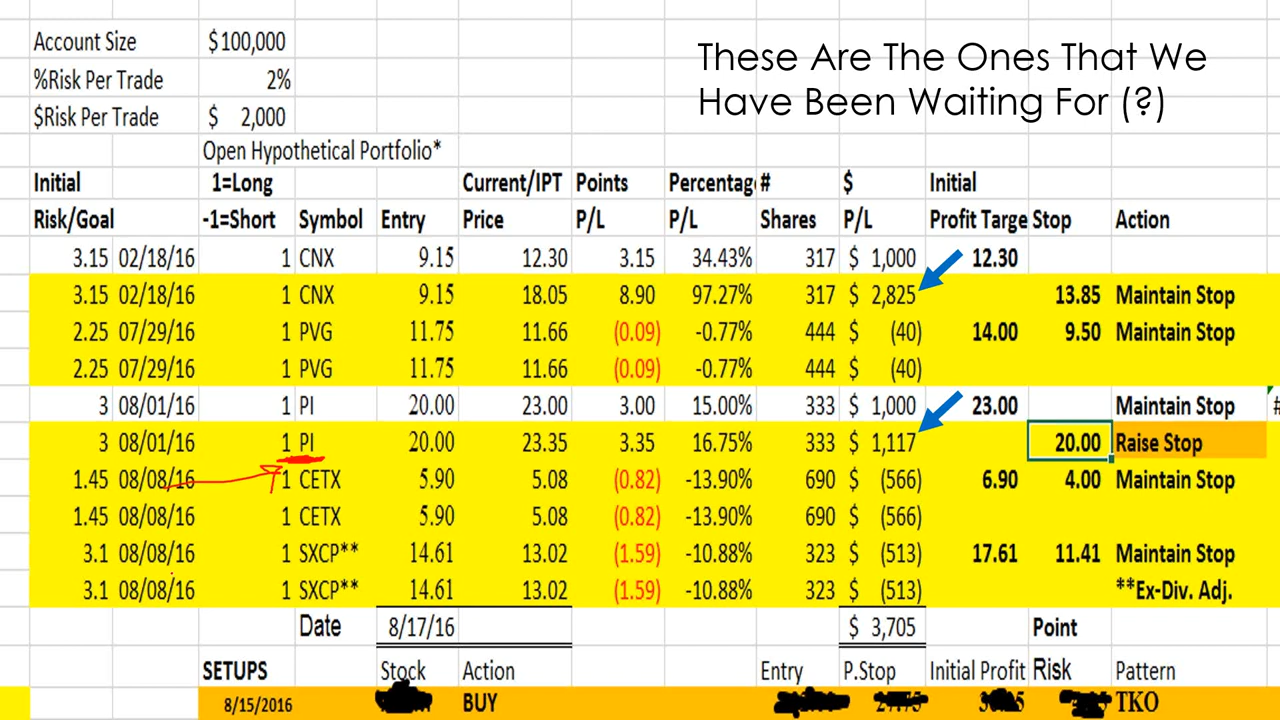 These Are The Ones That We
Have Been Waiting For (?)
Account Size $100,000
%Risk Per Trade 2%
$Risk Per Trade $ 2,000
Open Hypothetical Portfolio*
Initial 1=Long Current/IPT Points Percentag # $ Initial
Risk/Goal -1=Short Symbol Entry Price P/L P/L Shares P/L Profit Targe Stop Action
3.15 02/18/16 1 CNX 9.15 12.30 3.15 34.43% 317 $ 1,000 12.30
3.15 02/18/16 1 CNX 9.15 18.05 8.90 97.27% 317 $ 2,825 13.85 Maintain Stop
2.25 07/29/16 1 PVG 11.75 11.66 (0.09) -0.77% 444 $ (40) 14.00 9.50 Maintain Stop
2.25 07/29/16 1 PVG 11.75 11.66 (0.09) -0.77% 444 $ (40)
3 08/01/16 1 PI 20.00 23.00 3.00 15.00% 333 $ 1,000 23.00 Maintain Stop #
3 08/01/16 1 PI 20.00 23.35 3.35 16.75% 333 $ 1,117 20.00 Raise Stop
1.45 08/08/16 1 CETX 5.90 5.08 (0.82) -13.90% 690 $ (566) 6.90 4.00 Maintain Stop
1.45 08/08/16 1 CETX 5.90 5.08 (0.82) -13.90% 690 $ (566)
3.1 08/08/16 1 SXCP** 14.61 13.02 (1.59) -10.88% 323 $ (513) 17.61 11.41 Maintain Stop
3.1 08/08/16 1 SXCP** 14.61 13.02 (1.59) -10.88% 323 $ (513) **Ex-Div. Adj.
Date 8/17/16 $ 3,705 Point
SETUPS Stock Action Entry P.Stop Initial Profit Risk Pattern
8/15/2016 BUY TKO